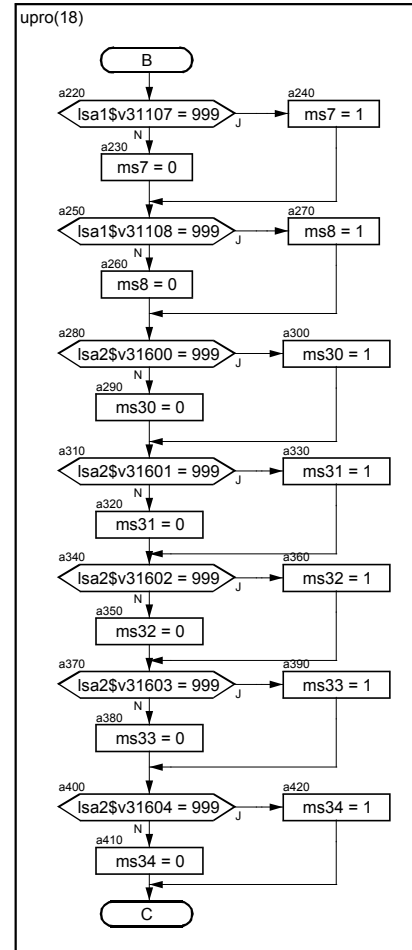 upro(18)
B
a220
lsa1$v31107 = 999
J
a240
ms7 = 1
N
a230
ms7 = 0
a250
lsa1$v31108 = 999
J
a270
ms8 = 1
N
a260
ms8 = 0
a280
lsa2$v31600 = 999
J
a300
ms30 = 1
N
a290
ms30 = 0
a310
lsa2$v31601 = 999
J
a330
ms31 = 1
N
a320
ms31 = 0
a340
lsa2$v31602 = 999
J
a360
ms32 = 1
N
a350
ms32 = 0
a370
lsa2$v31603 = 999
J
a390
ms33 = 1
N
a380
ms33 = 0
a400
lsa2$v31604 = 999
J
a420
ms34 = 1
N
a410
ms34 = 0
C